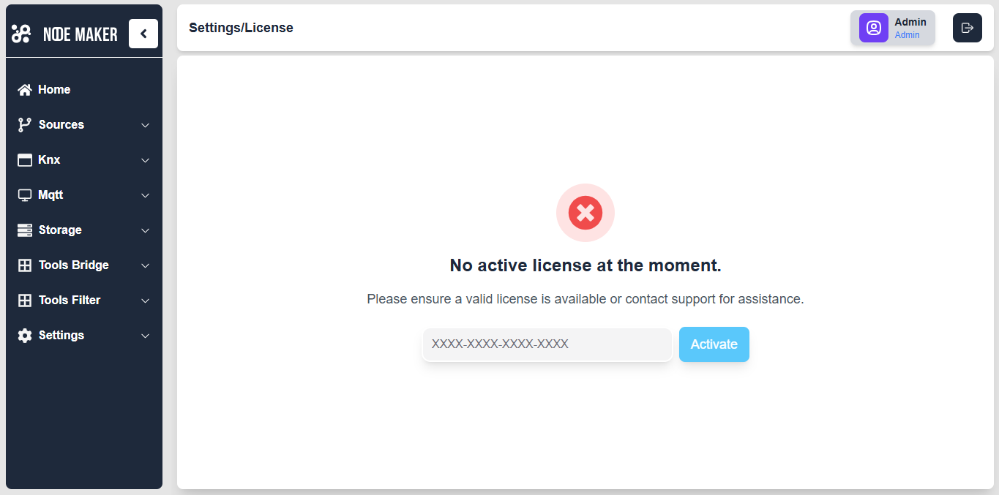 NODE MAKER
Settings/License
Admin
Admin
Home
Sources
Knx
Mqtt
Storage
Tools Bridge
Tools Filter
Settings
No active license at the moment.
Please ensure a valid license is available or contact support for assistance.
XXXX-XXXX-XXXX-XXXX
Activate